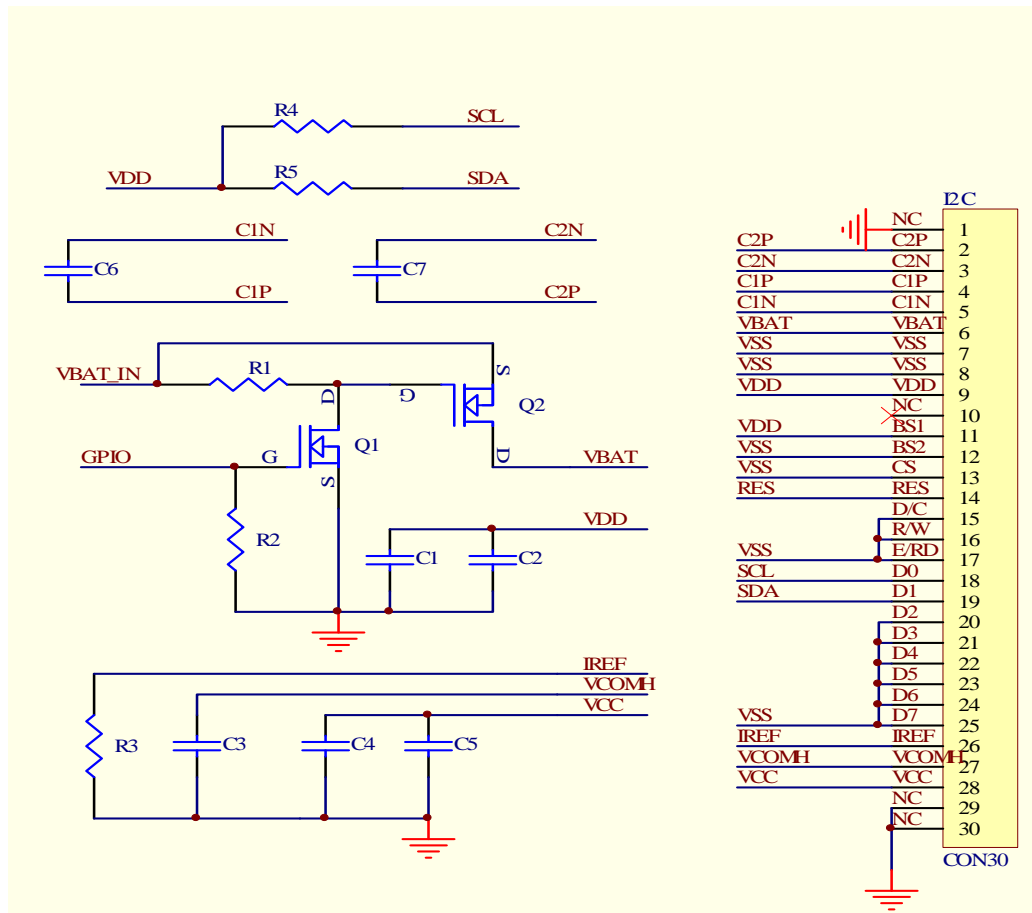 R4
SCL
R5
VDD
SDA
C1N
C2N
C6
C7
C1P
C2P
VBAT_IN
R1
S
D
G
Q2
Q1
GPIO
G
D
VBAT
S
R2
VDD
C1
C2
IREF
VCOMH
VCC
R3
C3
C4
C5
I2C
NC 1
C2P C2P 2
C2N C2N 3
C1P C1P 4
C1N C1N 5
VBAT VBAT 6
VSS VSS 7
VSS VSS 8
VDD VDD 9
NC 10
VDD BS1 11
VSS BS2 12
VSS CS 13
RES RES 14
D/C 15
R/W 16
VSS E/RD 17
SCL D0 18
SDA D1 19
D2 20
D3 21
D4 22
D5 23
D6 24
VSS D7 25
IREF IREF 26
VCOMH VCOMH 27
VCC VCC 28
NC 29
NC 30
CON30